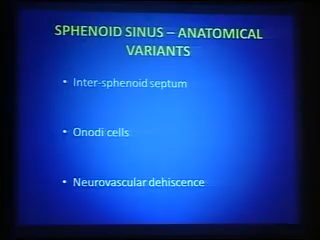 SPHENOID SINUS – ANATOMICAL
VARIANTS
• Inter-sphenoid septum
• Onodi cells
• Neurovascular dehiscence